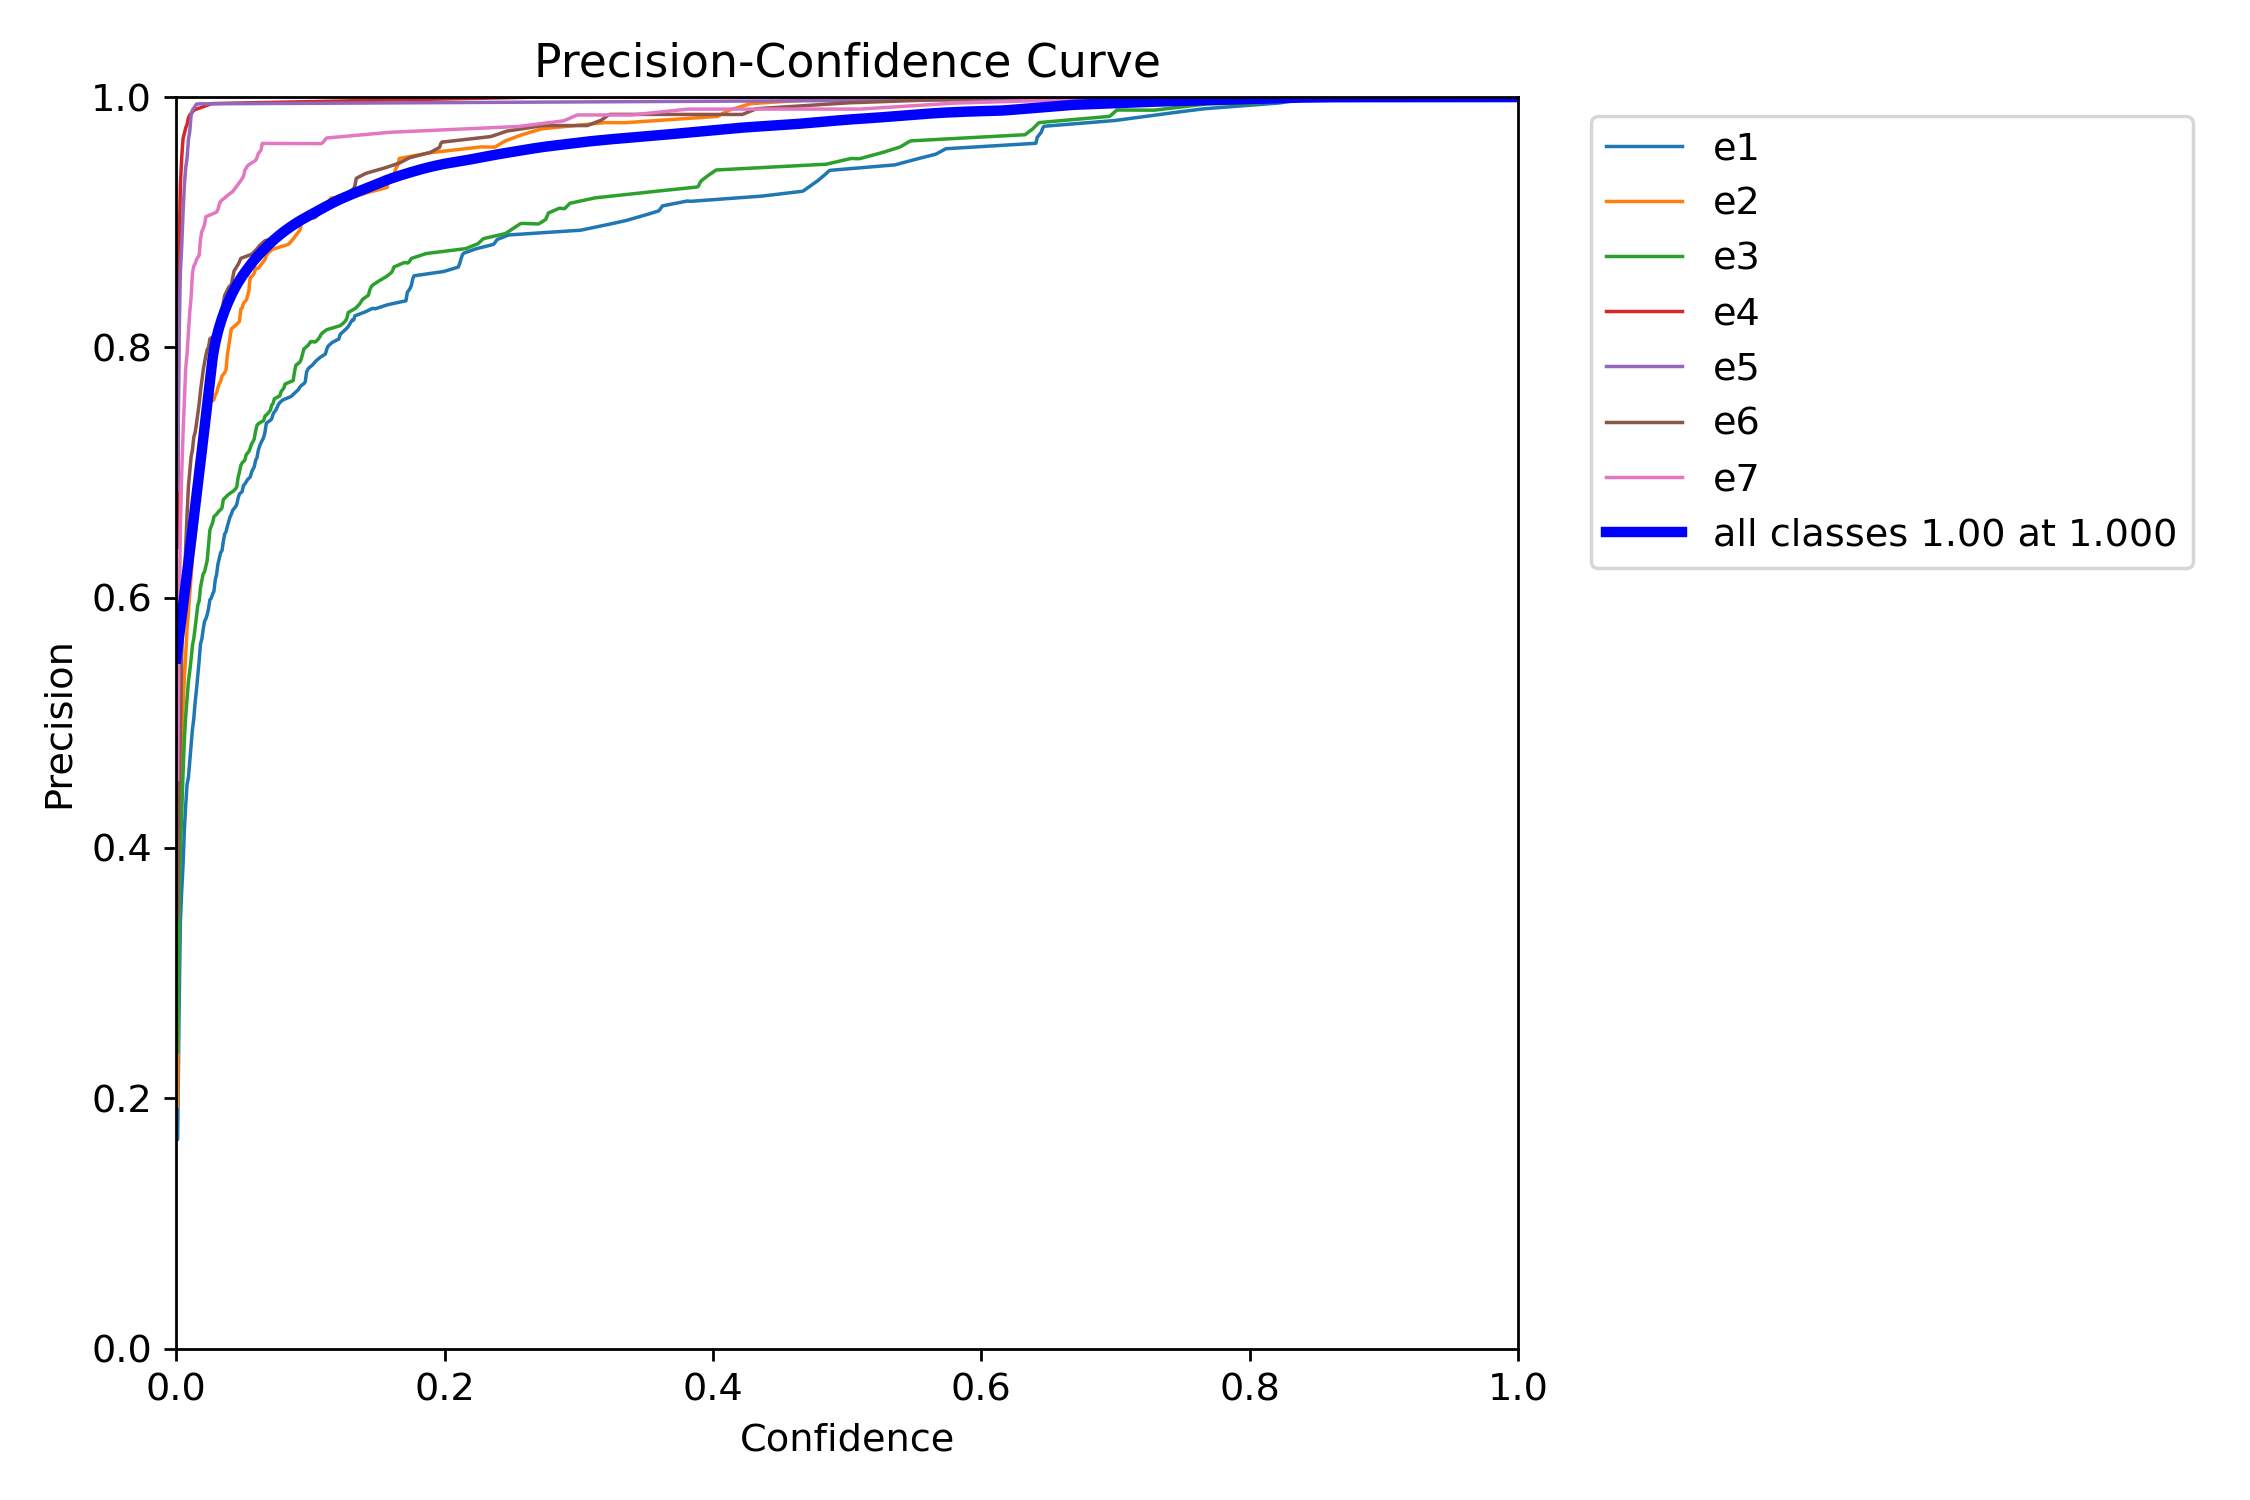 Precision-Confidence Curve
1.0
0.8
0.6
0.4
0.2
0.0
Precision
0.0 0.2 0.4 0.6 0.8 1.0
Confidence
e1
e2
e3
e4
e5
e6
e7
all classes 1.00 at 1.000